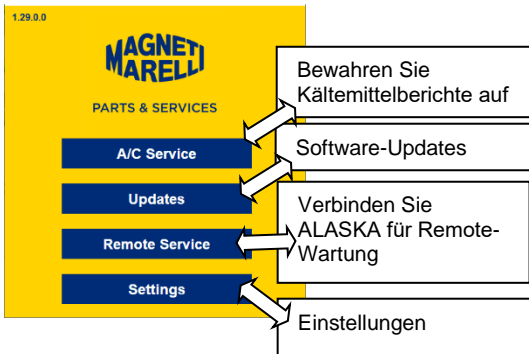 1.29.0.0
MAGNETI
MARELLI
PARTS & SERVICES
A/C Service
Updates
Remote Service
Settings
Bewahren Sie
Kältemittelberichte auf
Software-Updates
Verbinden Sie
ALASKA für Remote-
Wartung
Einstellungen